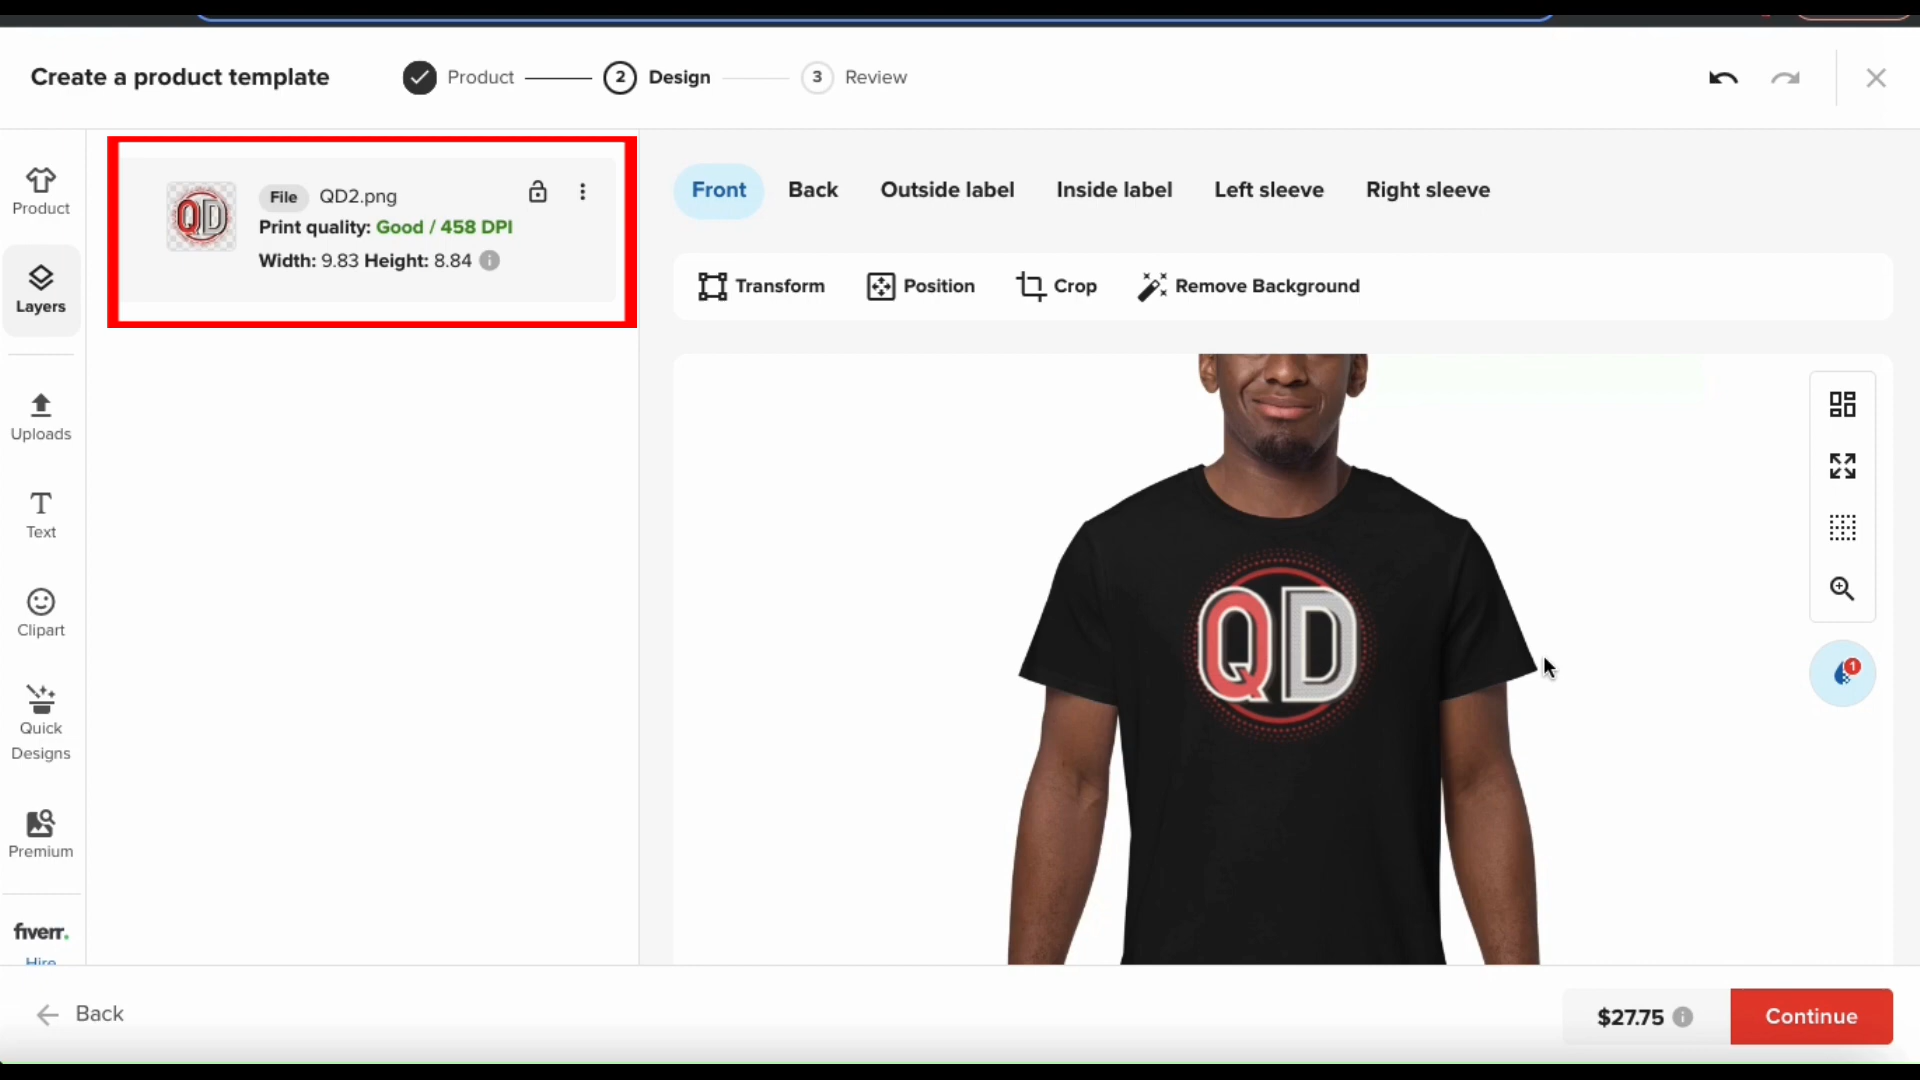 Create a product template
Product
2
Design
3
Review
Product
Layers
Uploads
Text
Clipart
Quick
Designs
Premium
fiverr.
Hire
QD
File
QD2.png
Print quality: Good / 458 DPI
Width: 9.83 Height: 8.84
Front
Back
Outside label
Inside label
Left sleeve
Right sleeve
Transform
Position
Crop
Remove Background
QD
1
Back
$27.75
Continue